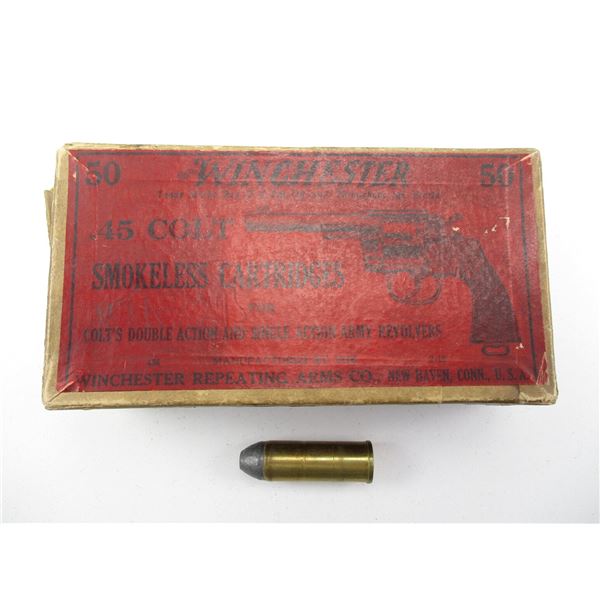 50 WINCHESTER 50
.45 COLT
SMOKELESS CARTRIDGES
FOR
COLT'S DOUBLE ACTION AND SINGLE ACTION ARMY REVOLVERS
MANUFACTURED BY THE
WINCHESTER REPEATING ARMS CO., NEW HAVEN, CONN., U.S.A.